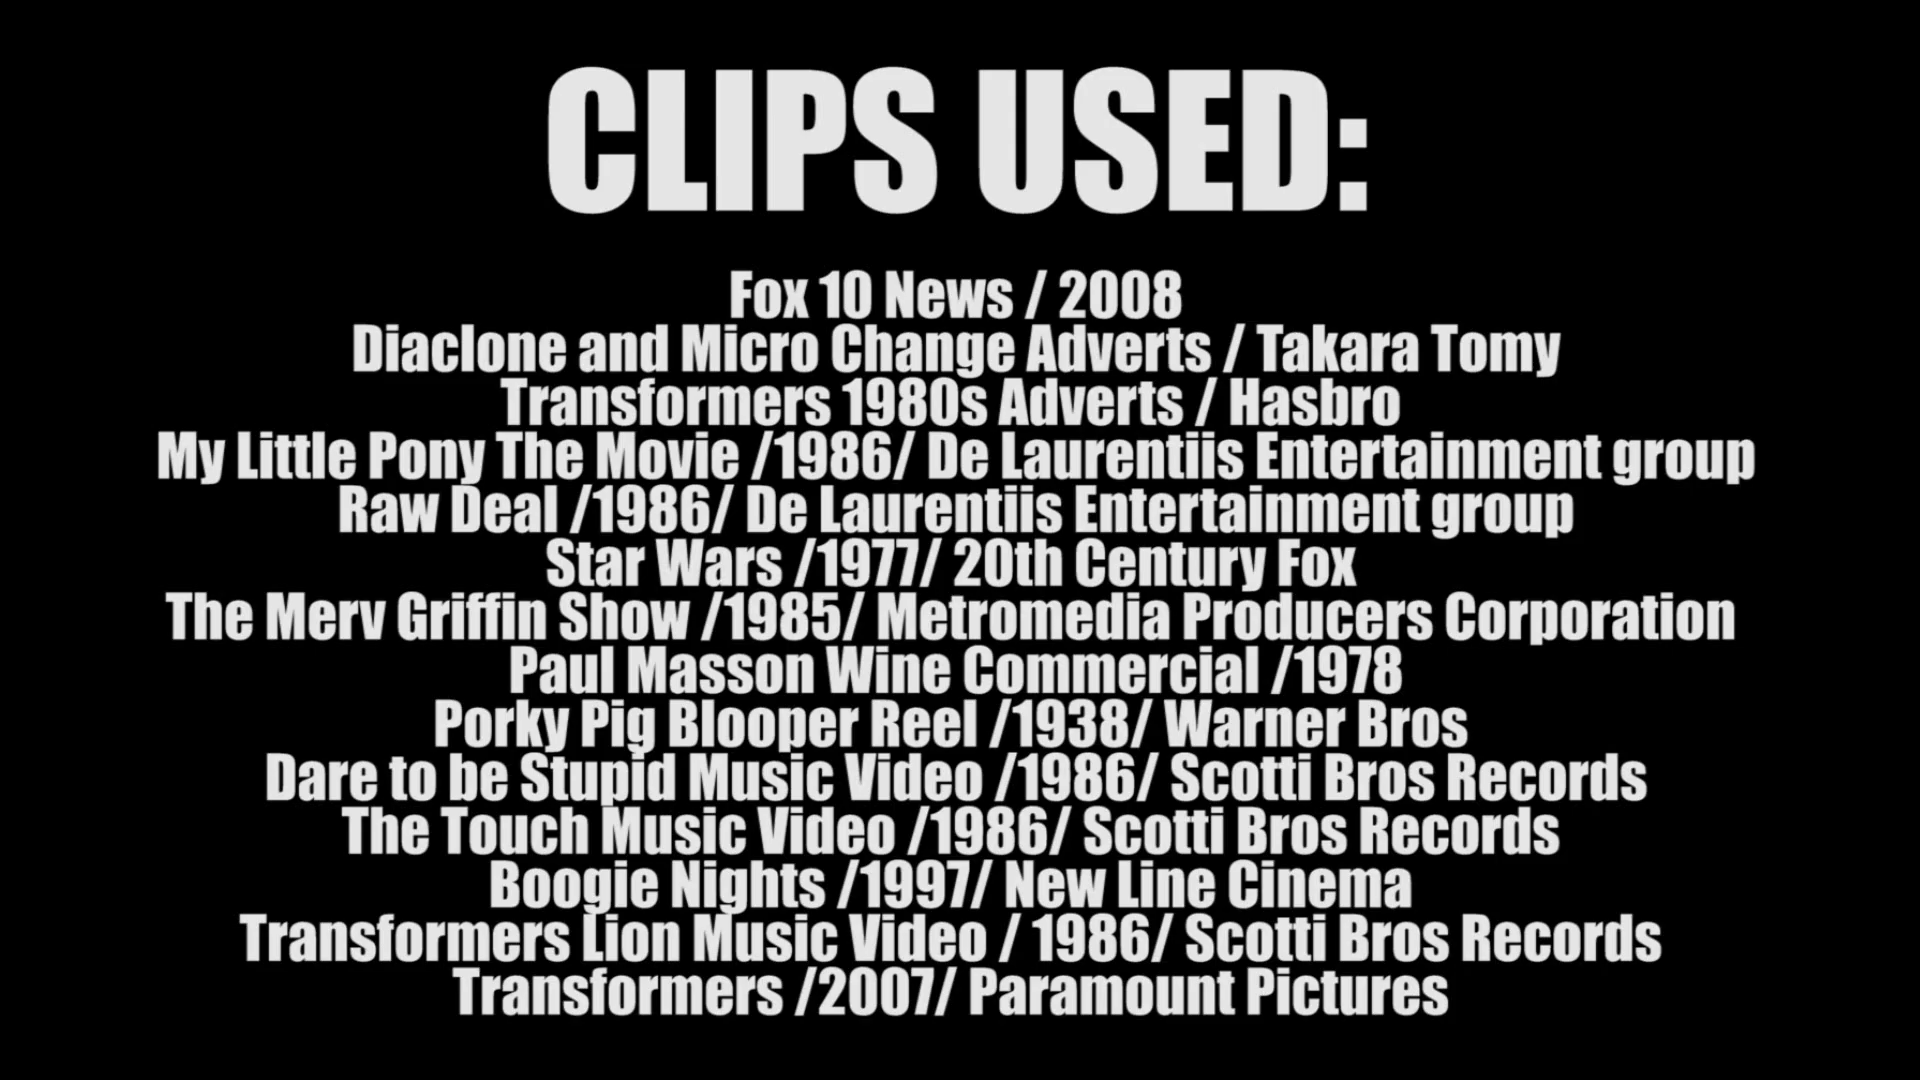 CLIPS USED:
Fox 10 News / 2008
Diaclone and Micro Change Adverts / Takara Tomy
Transformers 1980s Adverts / Hasbro
My Little Pony The Movie /1986/ De Laurentiis Entertainment group
Raw Deal /1986/ De Laurentiis Entertainment group
Star Wars /1977/ 20th Century Fox
The Merv Griffin Show /1985/ Metromedia Producers Corporation
Paul Masson Wine Commercial /1978
Porky Pig Blooper Reel /1938/ Warner Bros
Dare to be Stupid Music Video /1986/ Scotti Bros Records
The Touch Music Video /1986/ Scotti Bros Records
Boogie Nights /1997/ New Line Cinema
Transformers Lion Music Video / 1986/ Scotti Bros Records
Transformers /2007/ Paramount Pictures